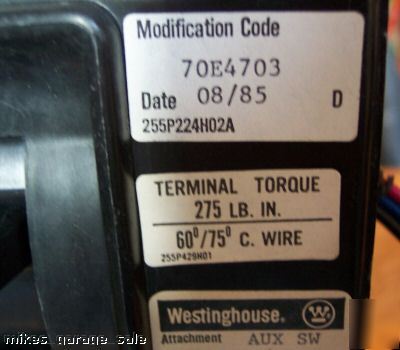 Modification Code
70E4703
Date 08/85 D
255P224H02A
TERMINAL TORQUE
275 LB. IN.
60°/75° C. WIRE
255P429H01
Westinghouse. W
Attachment AUX SW
mikes garage sale